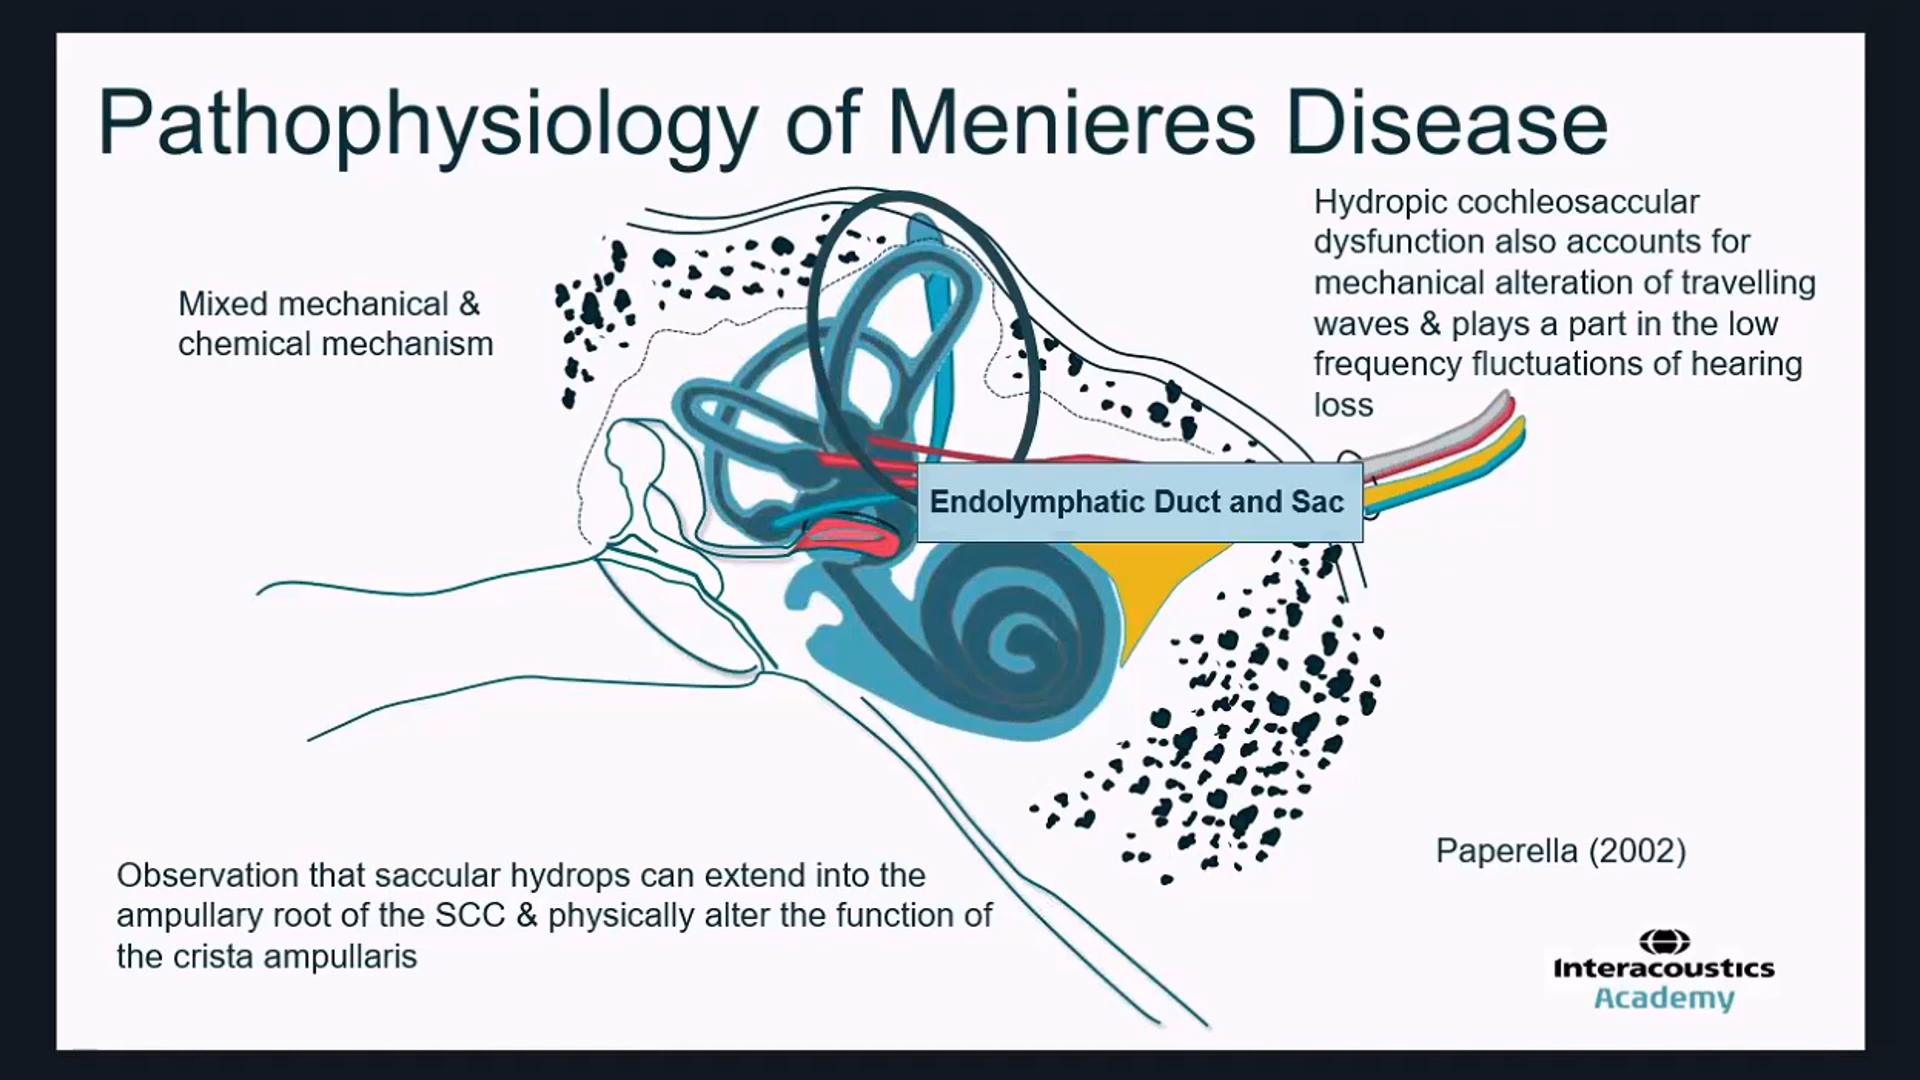 Pathophysiology of Menieres Disease
Hydropic cochleosaccular
dysfunction also accounts for
mechanical alteration of travelling
waves & plays a part in the low
frequency fluctuations of hearing
loss
Mixed mechanical &
chemical mechanism
Endolymphatic Duct and Sac
Observation that saccular hydrops can extend into the
ampullary root of the SCC & physically alter the function of
the crista ampullaris
Paperella (2002)
Interacoustics
Academy